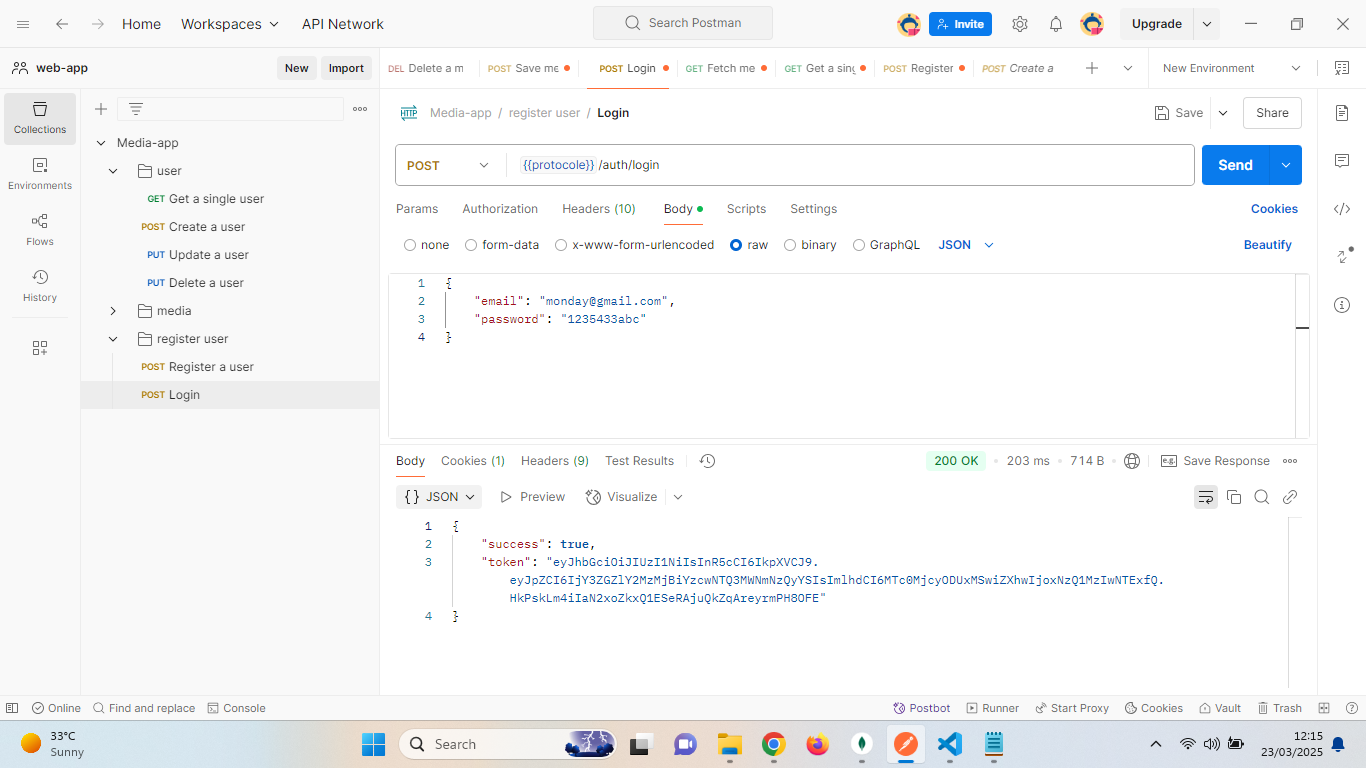 Home
Workspaces
API Network
Search Postman
Invite
Upgrade
web-app
New
Import
DEL Delete a m
POST Save me
POST Login
GET Fetch me
GET Get a sing
POST Register
POST Create a
New Environment
Collections
Environments
Flows
History
Media-app
user
GET Get a single user
POST Create a user
PUT Update a user
PUT Delete a user
media
register user
POST Register a user
POST Login
HTTP Media-app / register user / Login
Save
Share
POST
{{protocole}} /auth/login
Send
Params
Authorization
Headers (10)
Body
Scripts
Settings
Cookies
none
form-data
x-www-form-urlencoded
raw
binary
GraphQL
JSON
Beautify
1 {
2 "email": "monday@gmail.com",
3 "password": "1235433abc"
4 }
Body
Cookies (1)
Headers (9)
Test Results
200 OK
203 ms
714 B
e.g. Save Response
{} JSON
Preview
Visualize
1 {
2 "success": true,
3 "token": "eyJhbGciOiJIUzI1NiIsInR5cCI6IkpXVCJ9.
eyJpZCI6IjY3ZGZlY2MzMjBiYzcwNTQ3MWNmNzQyYSIsImlhdCI6MTc0MjcyODUxMSwiZXhwIjoxNzQ1MzIwNTExfQ.
HkPskLm4iIaN2xoZkxQ1ESeRAjuQkZqAreyrmPH8OFE"
4 }
Online
Find and replace
Console
Postbot
Runner
Start Proxy
Cookies
Vault
Trash
33°C
Sunny
Search
12:15
23/03/2025